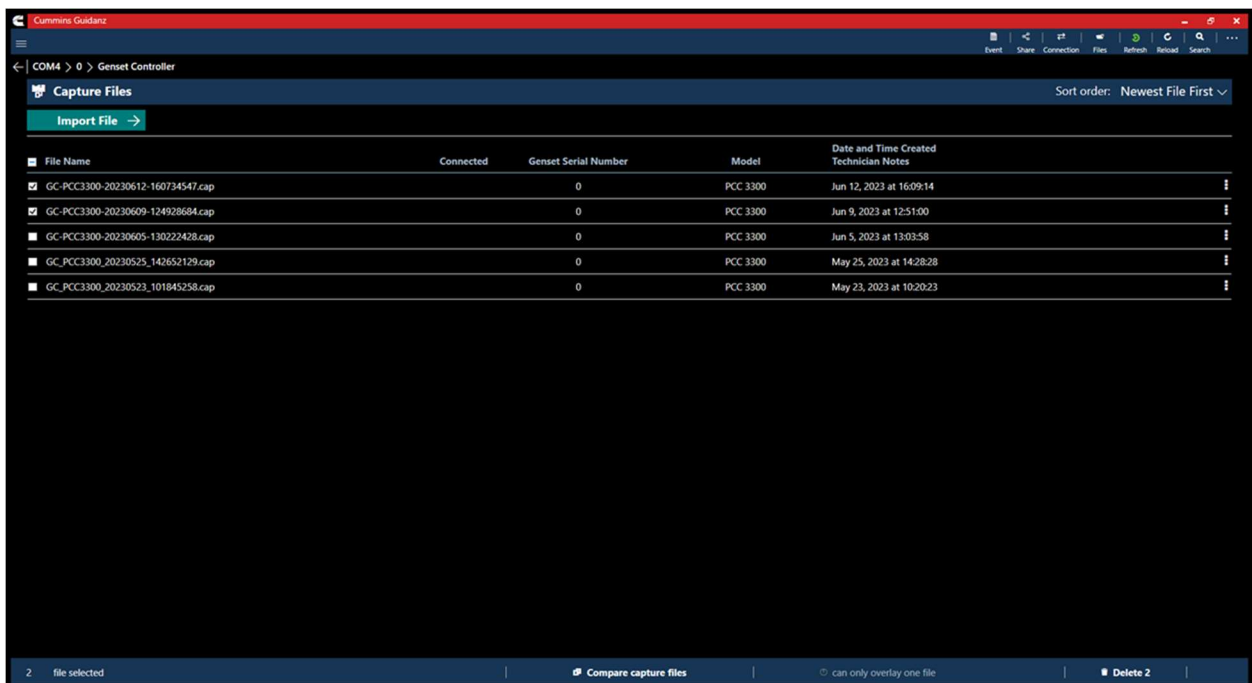 Cummins Guidanz
Event Share Connection Files Refresh Reload Search
COM4 > 0 > Genset Controller
Capture Files Sort order: Newest File First
Import File
File Name Connected Genset Serial Number Model Date and Time Created
Technician Notes
GC-PCC3300-20230612-160734547.cap 0 PCC 3300 Jun 12, 2023 at 16:09:14
GC-PCC3300-20230609-124928684.cap 0 PCC 3300 Jun 9, 2023 at 12:51:00
GC-PCC3300-20230605-130222428.cap 0 PCC 3300 Jun 5, 2023 at 13:03:58
GC_PCC3300_20230525_142652129.cap 0 PCC 3300 May 25, 2023 at 14:28:28
GC_PCC3300_20230523_101845258.cap 0 PCC 3300 May 23, 2023 at 10:20:23
2 file selected Compare capture files can only overlay one file Delete 2